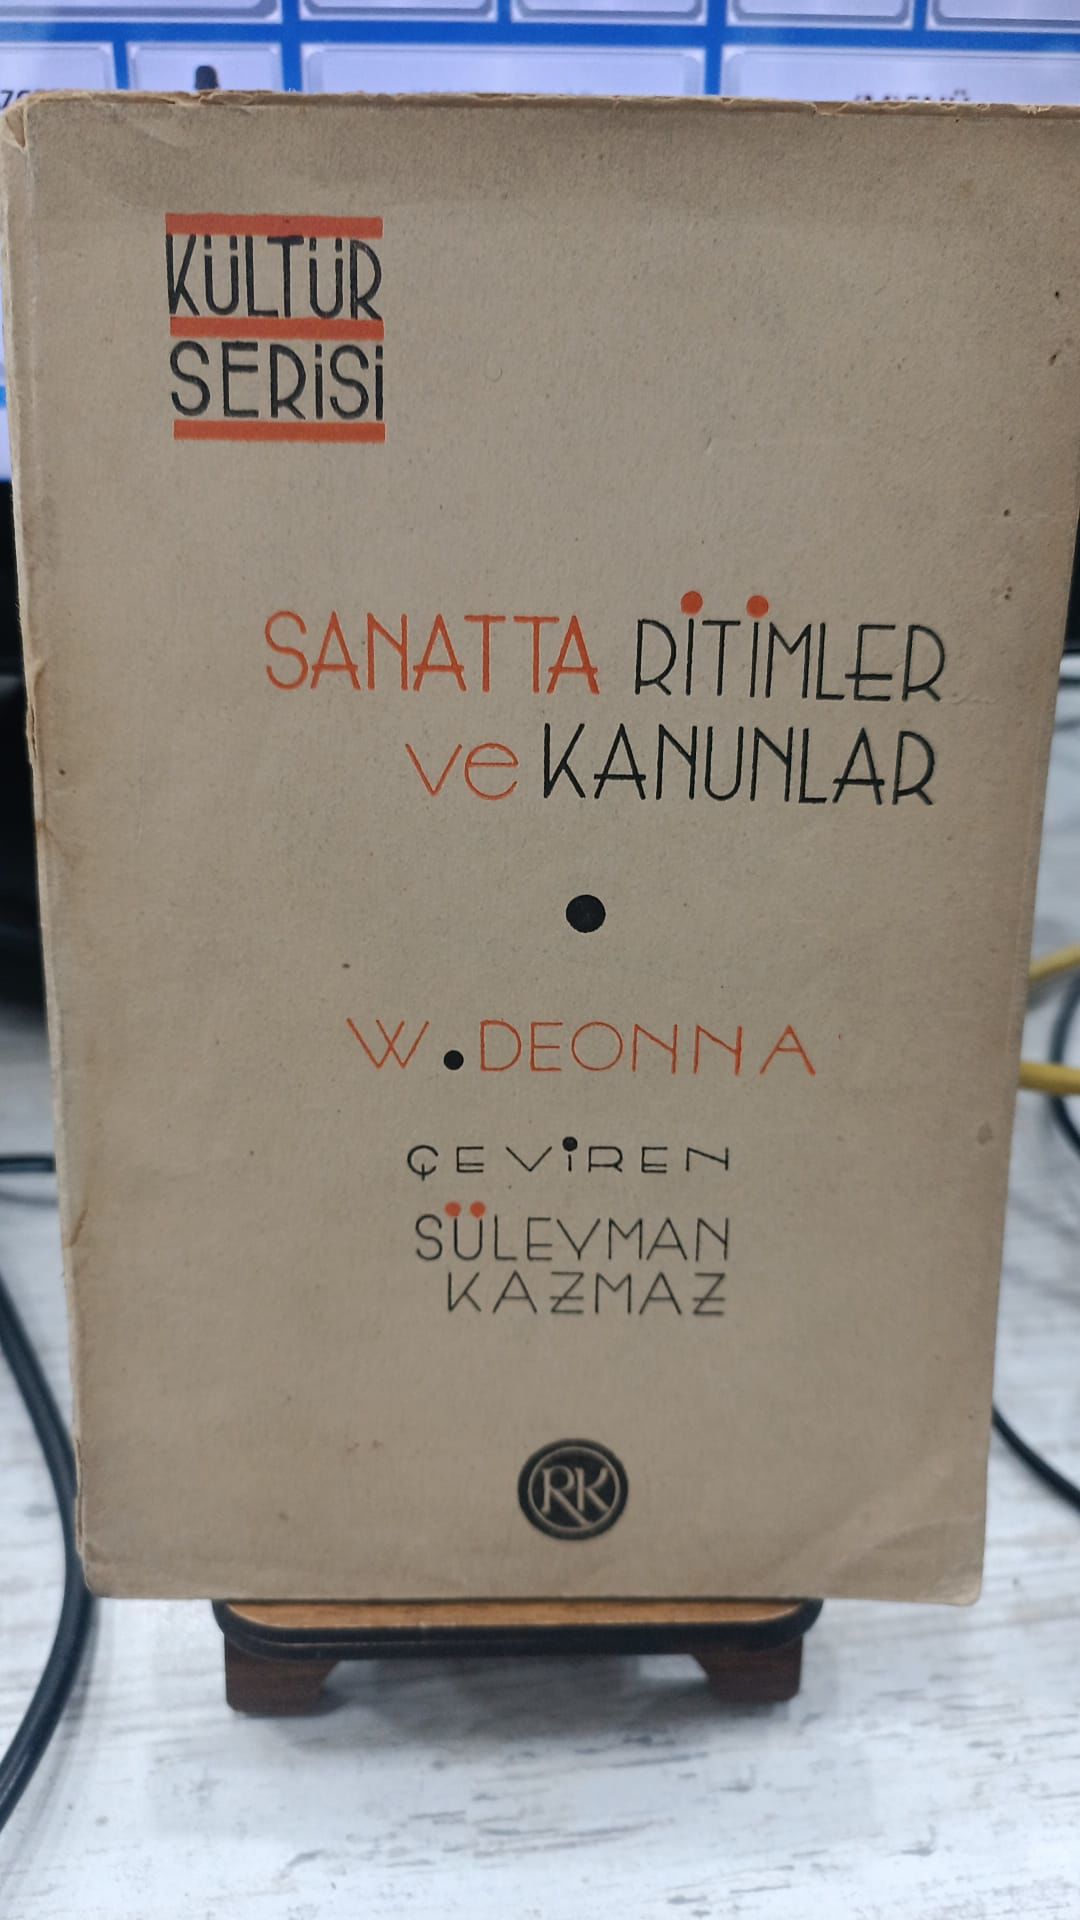 KÜLTÜR
SERİSİ
SANATTA RİTİMLER
ve KANUNLAR
W. DEONNA
ÇEVİREN
SÜLEYMAN
KAZMAZ
RK